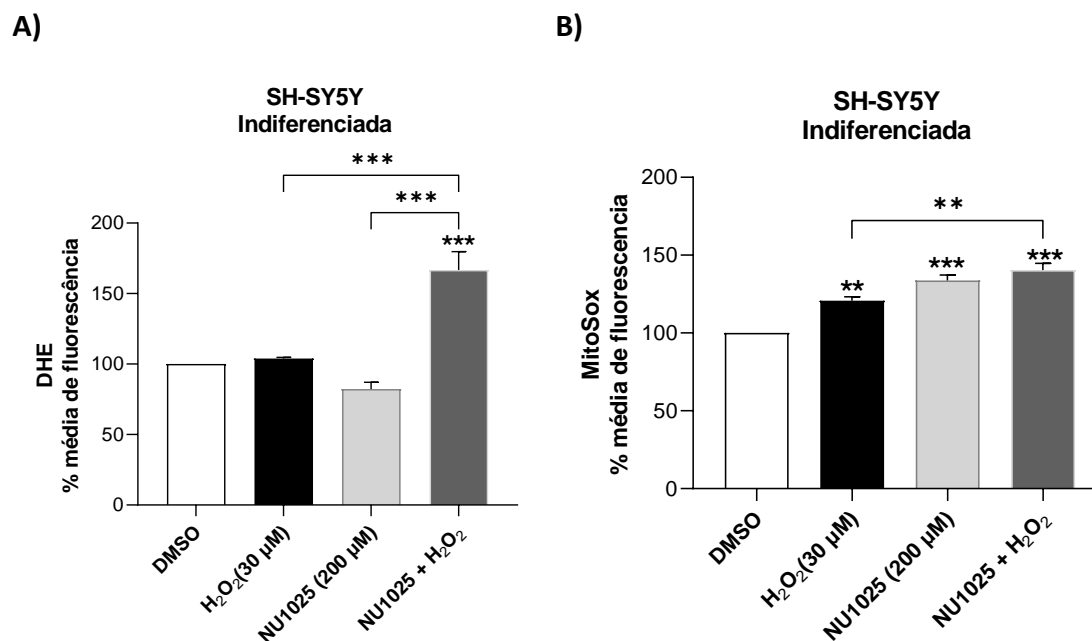 A)
SH-SY5Y
Indiferenciada
***
***
***
200
150
100
50
0
DHE
% média de fluorescência
DMSO
H₂O₂(30 µM)
NU1025 (200 µM)
NU1025 + H₂O₂
B)
SH-SY5Y
Indiferenciada
**
**
***
***
200
150
100
50
0
MitoSox
% média de fluorescencia
DMSO
H₂O₂(30 µM)
NU1025 (200 µM)
NU1025 + H₂O₂